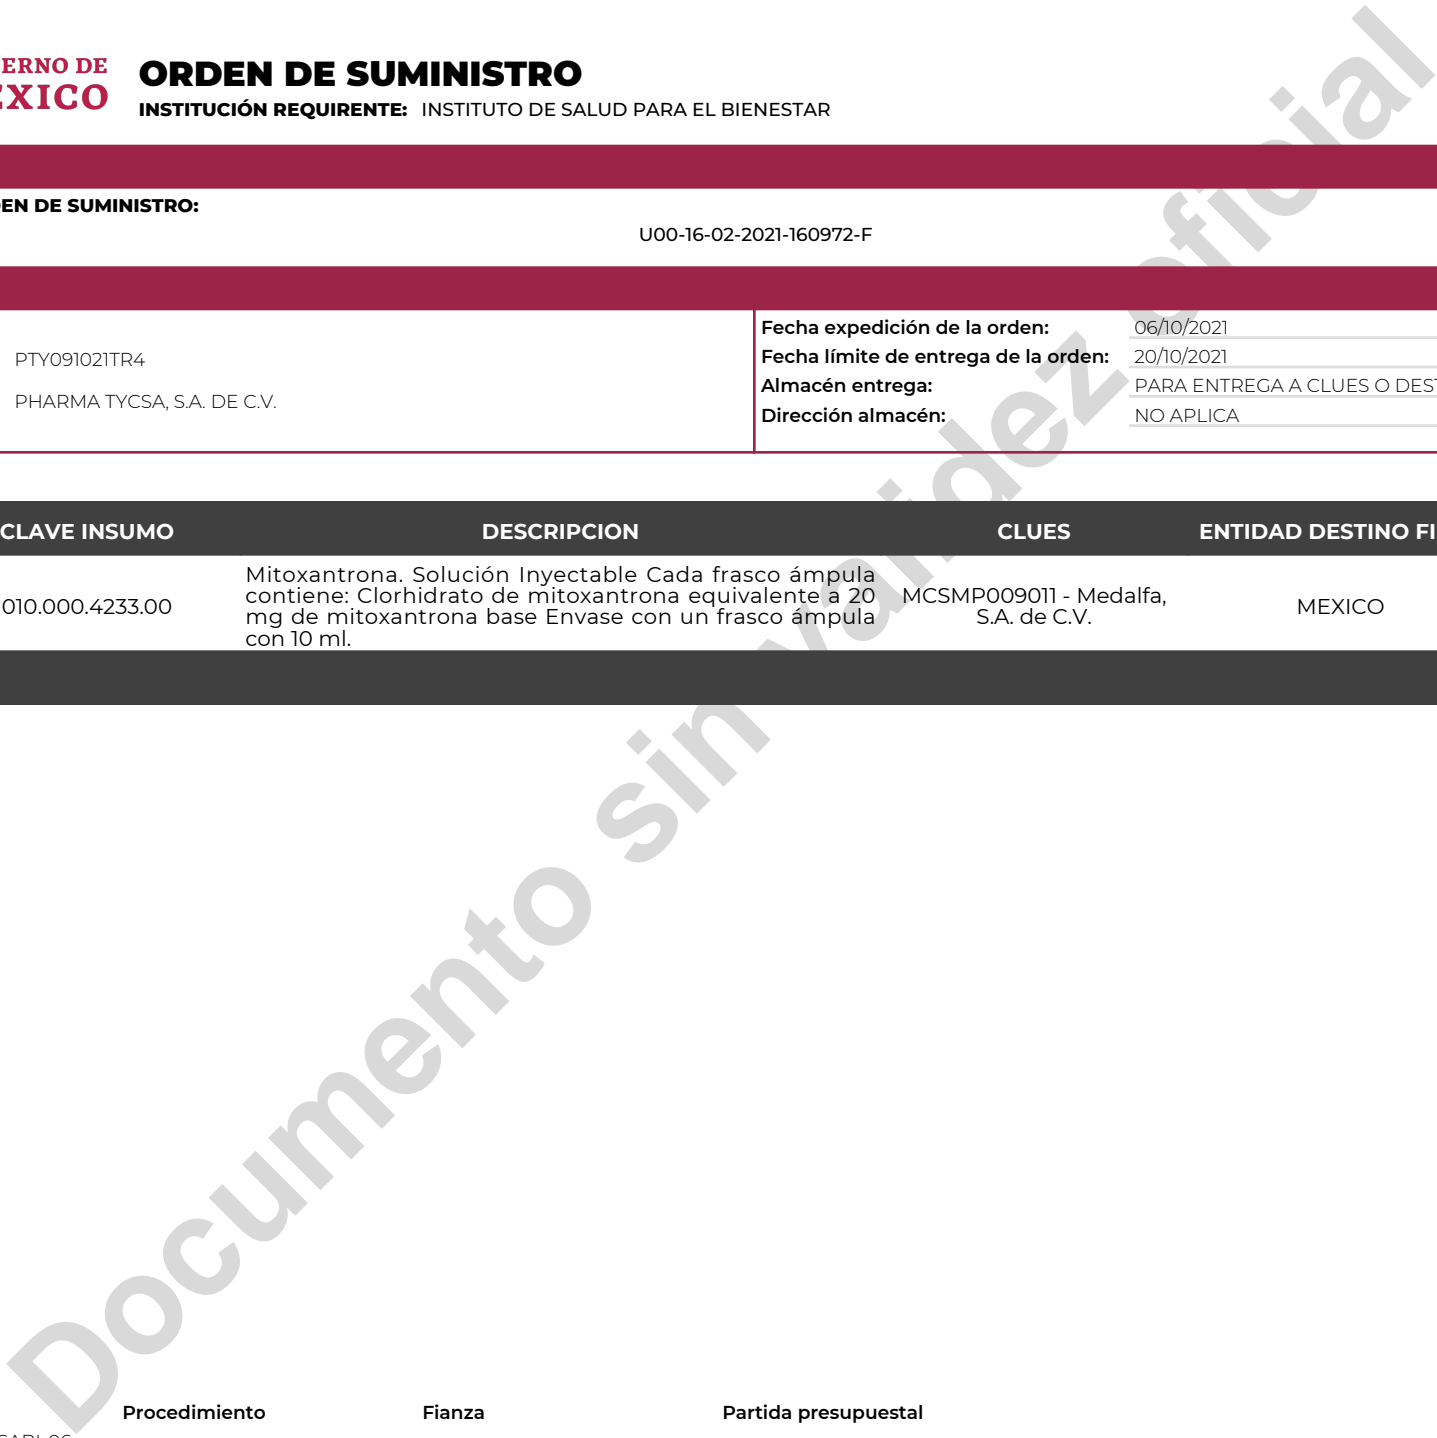 ERNO DE
EXICO
ORDEN DE SUMINISTRO
INSTITUCIÓN REQUIRENTE: INSTITUTO DE SALUD PARA EL BIENESTAR
EN DE SUMINISTRO:
U00-16-02-2021-160972-F
PTY091021TR4
PHARMA TYCSA, S.A. DE C.V.
Fecha expedición de la orden: 06/10/2021
Fecha límite de entrega de la orden: 20/10/2021
Almacén entrega: PARA ENTREGA A CLUES O DEST
Dirección almacén: NO APLICA
CLAVE INSUMO DESCRIPCION CLUES ENTIDAD DESTINO FI
010.000.4233.00
Mitoxantrona. Solución Inyectable Cada frasco ámpula
contiene: Clorhidrato de mitoxantrona equivalente a 20
mg de mitoxantrona base Envase con un frasco ámpula
con 10 ml.
MCSMP009011 - Medalfa,
S.A. de C.V.
MEXICO
Documento sin validez oficial
Procedimiento Fianza Partida presupuestal